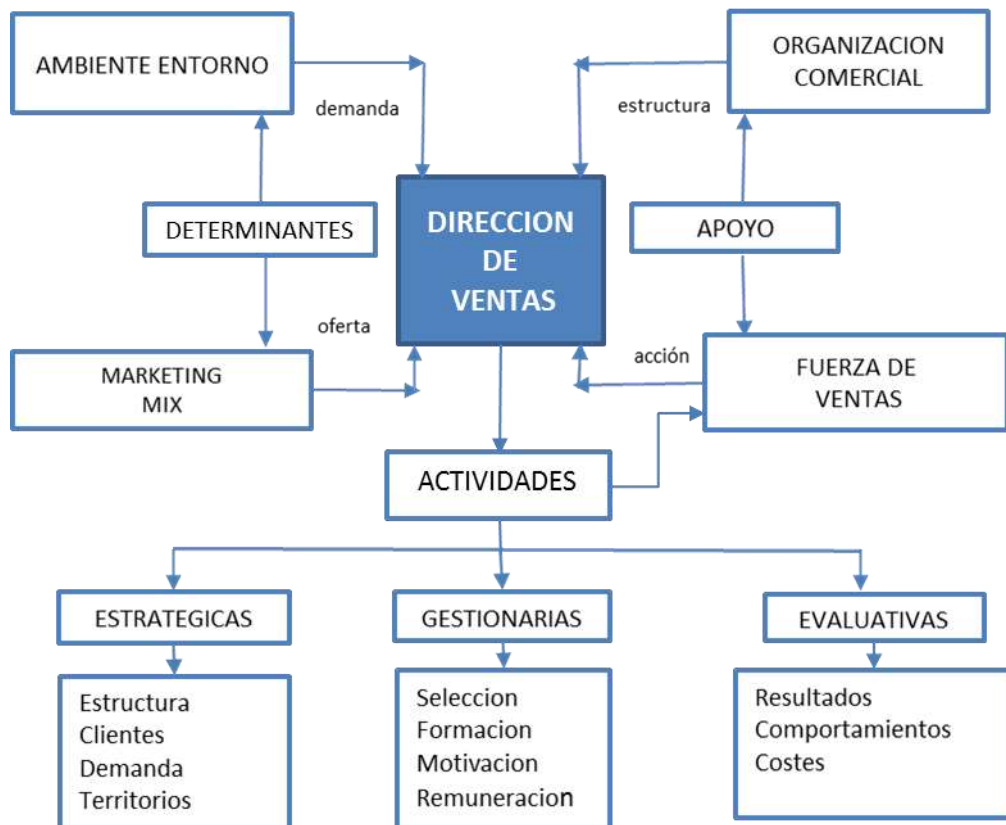 AMBIENTE ENTORNO
ORGANIZACION
COMERCIAL
demanda
estructura
DETERMINANTES
DIRECCION
DE
VENTAS
APOYO
oferta
acción
MARKETING
MIX
FUERZA DE
VENTAS
ACTIVIDADES
ESTRATEGICAS
GESTIONARIAS
EVALUATIVAS
Estructura
Clientes
Demanda
Territorios
Seleccion
Formacion
Motivacion
Remuneracion
Resultados
Comportamientos
Costes